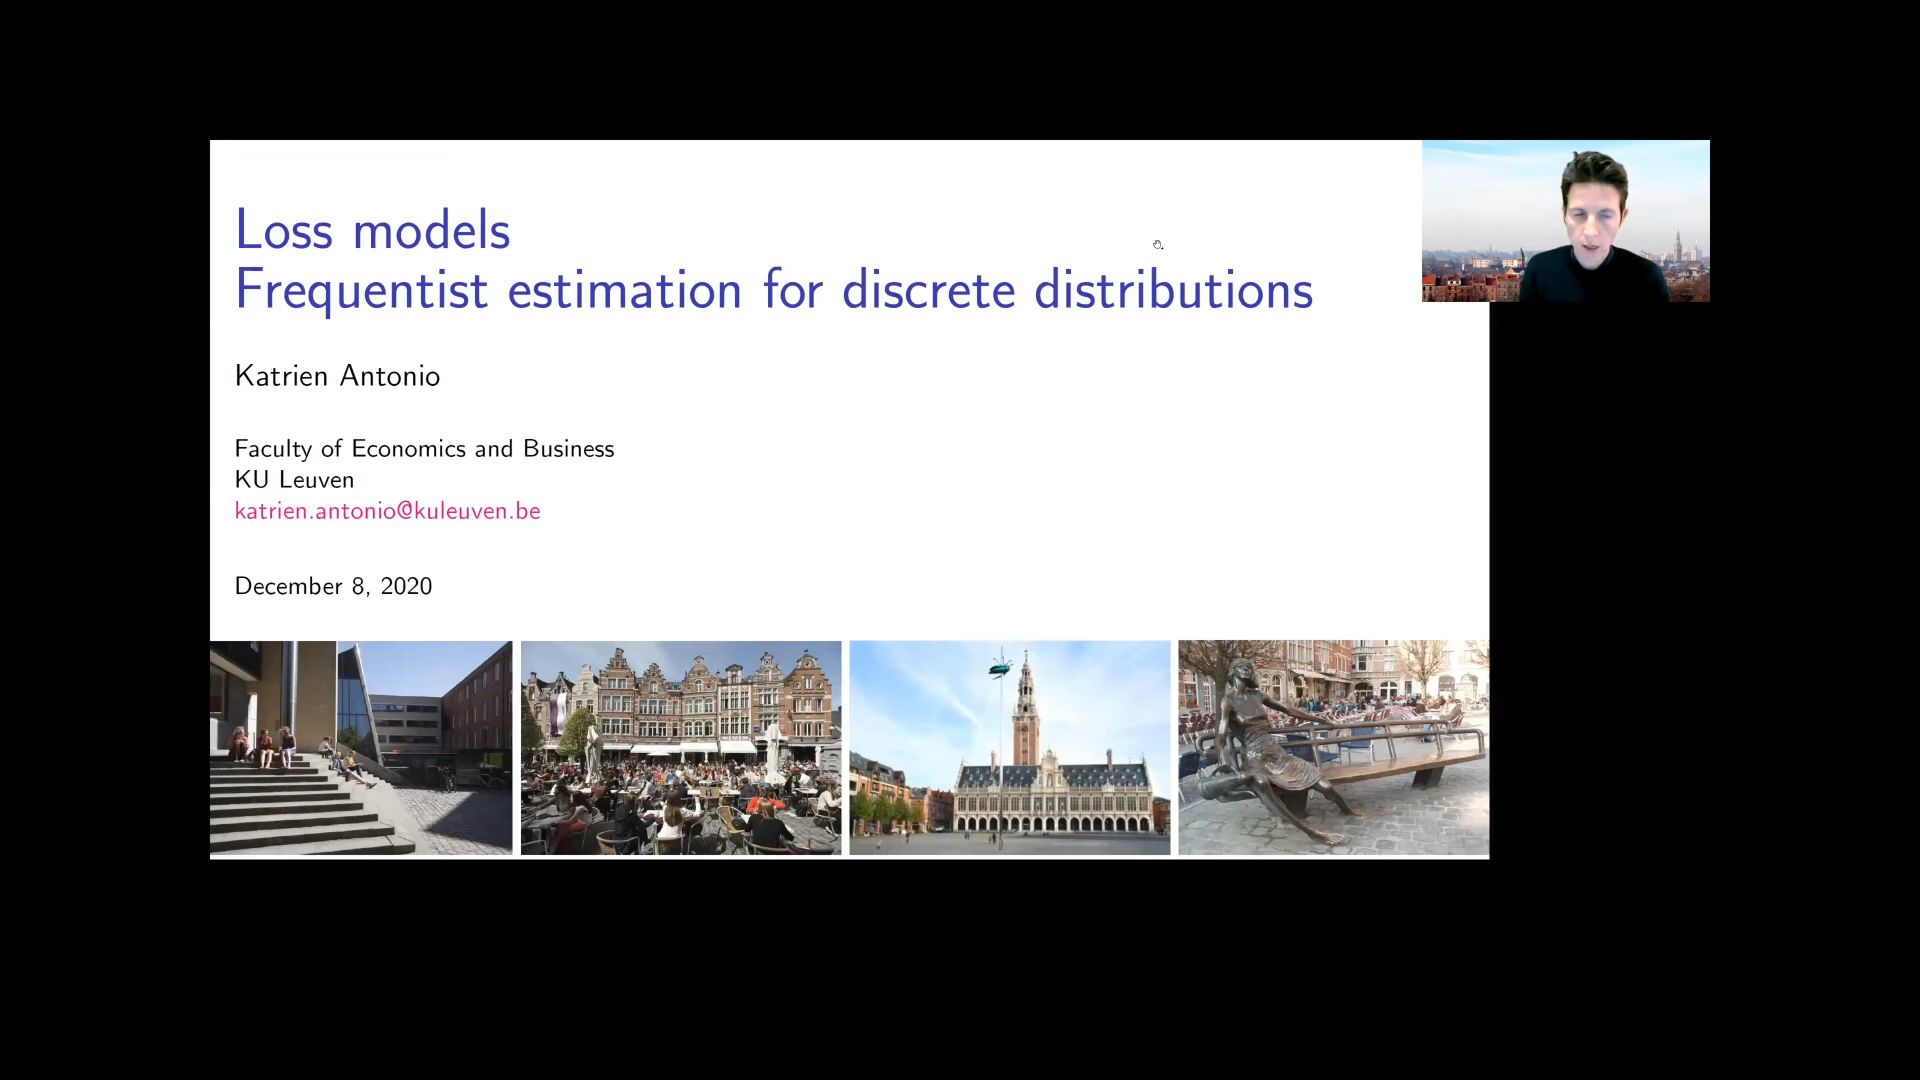 Loss models
Frequentist estimation for discrete distributions
Katrien Antonio
Faculty of Economics and Business
KU Leuven
katrien.antonio@kuleuven.be
December 8, 2020